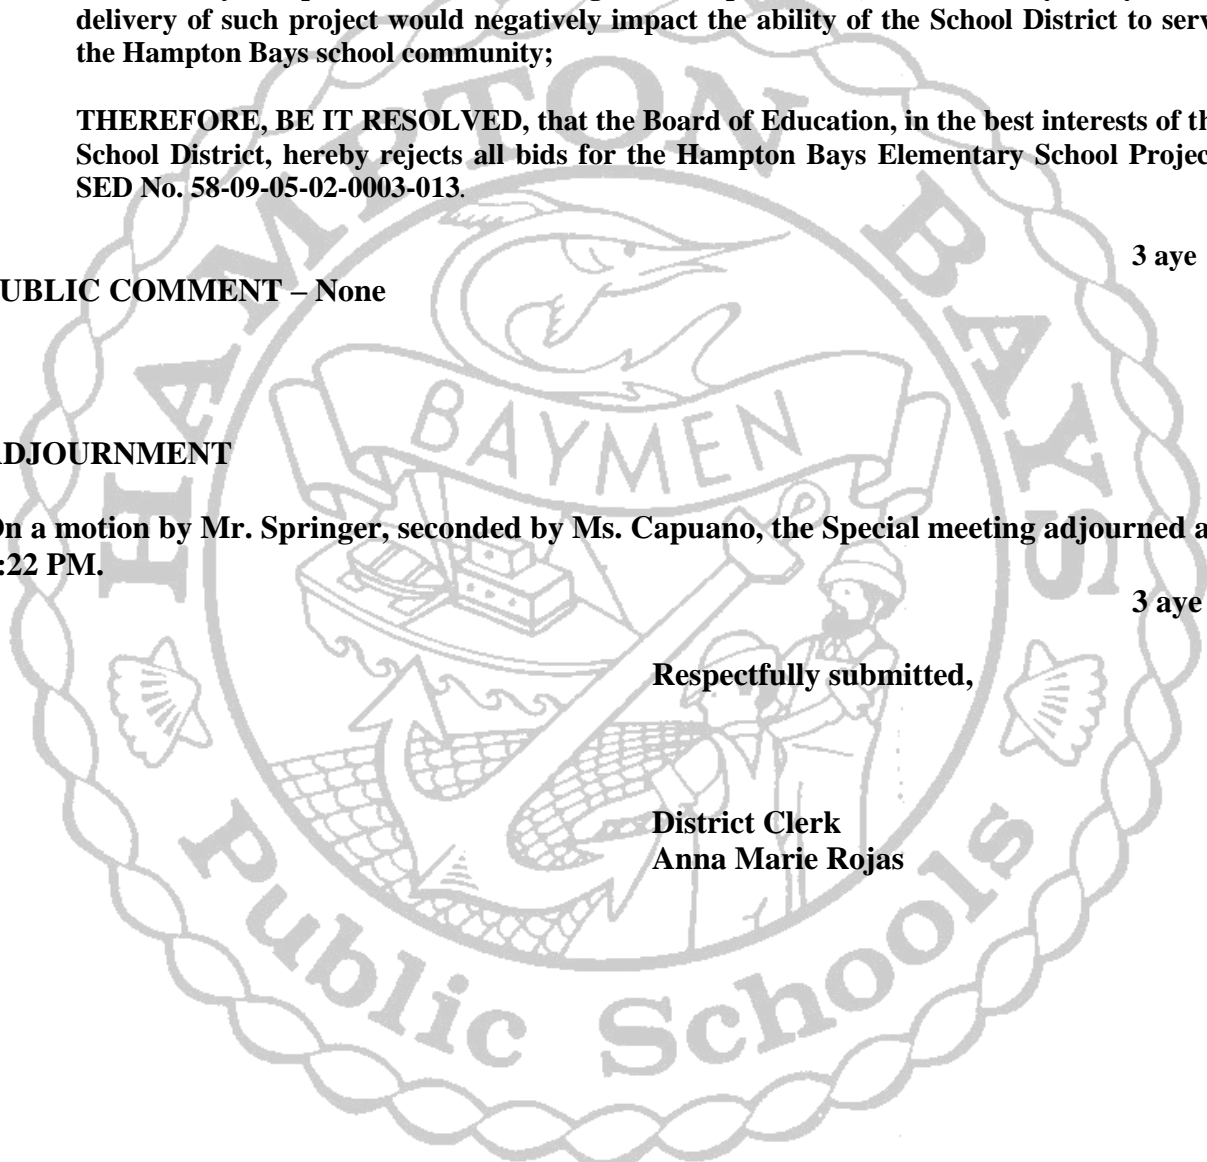 delivery of such project would negatively impact the ability of the School District to serv
the Hampton Bays school community;
THEREFORE, BE IT RESOLVED, that the Board of Education, in the best interests of th
School District, hereby rejects all bids for the Hampton Bays Elementary School Projec
SED No. 58-09-05-02-0003-013.
3 aye
UBLIC COMMENT – None
ADJOURNMENT
On a motion by Mr. Springer, seconded by Ms. Capuano, the Special meeting adjourned a
:22 PM.
3 aye
Respectfully submitted,
District Clerk
Anna Marie Rojas
HAMPTON BAYS
BAYMEN
Public Schools